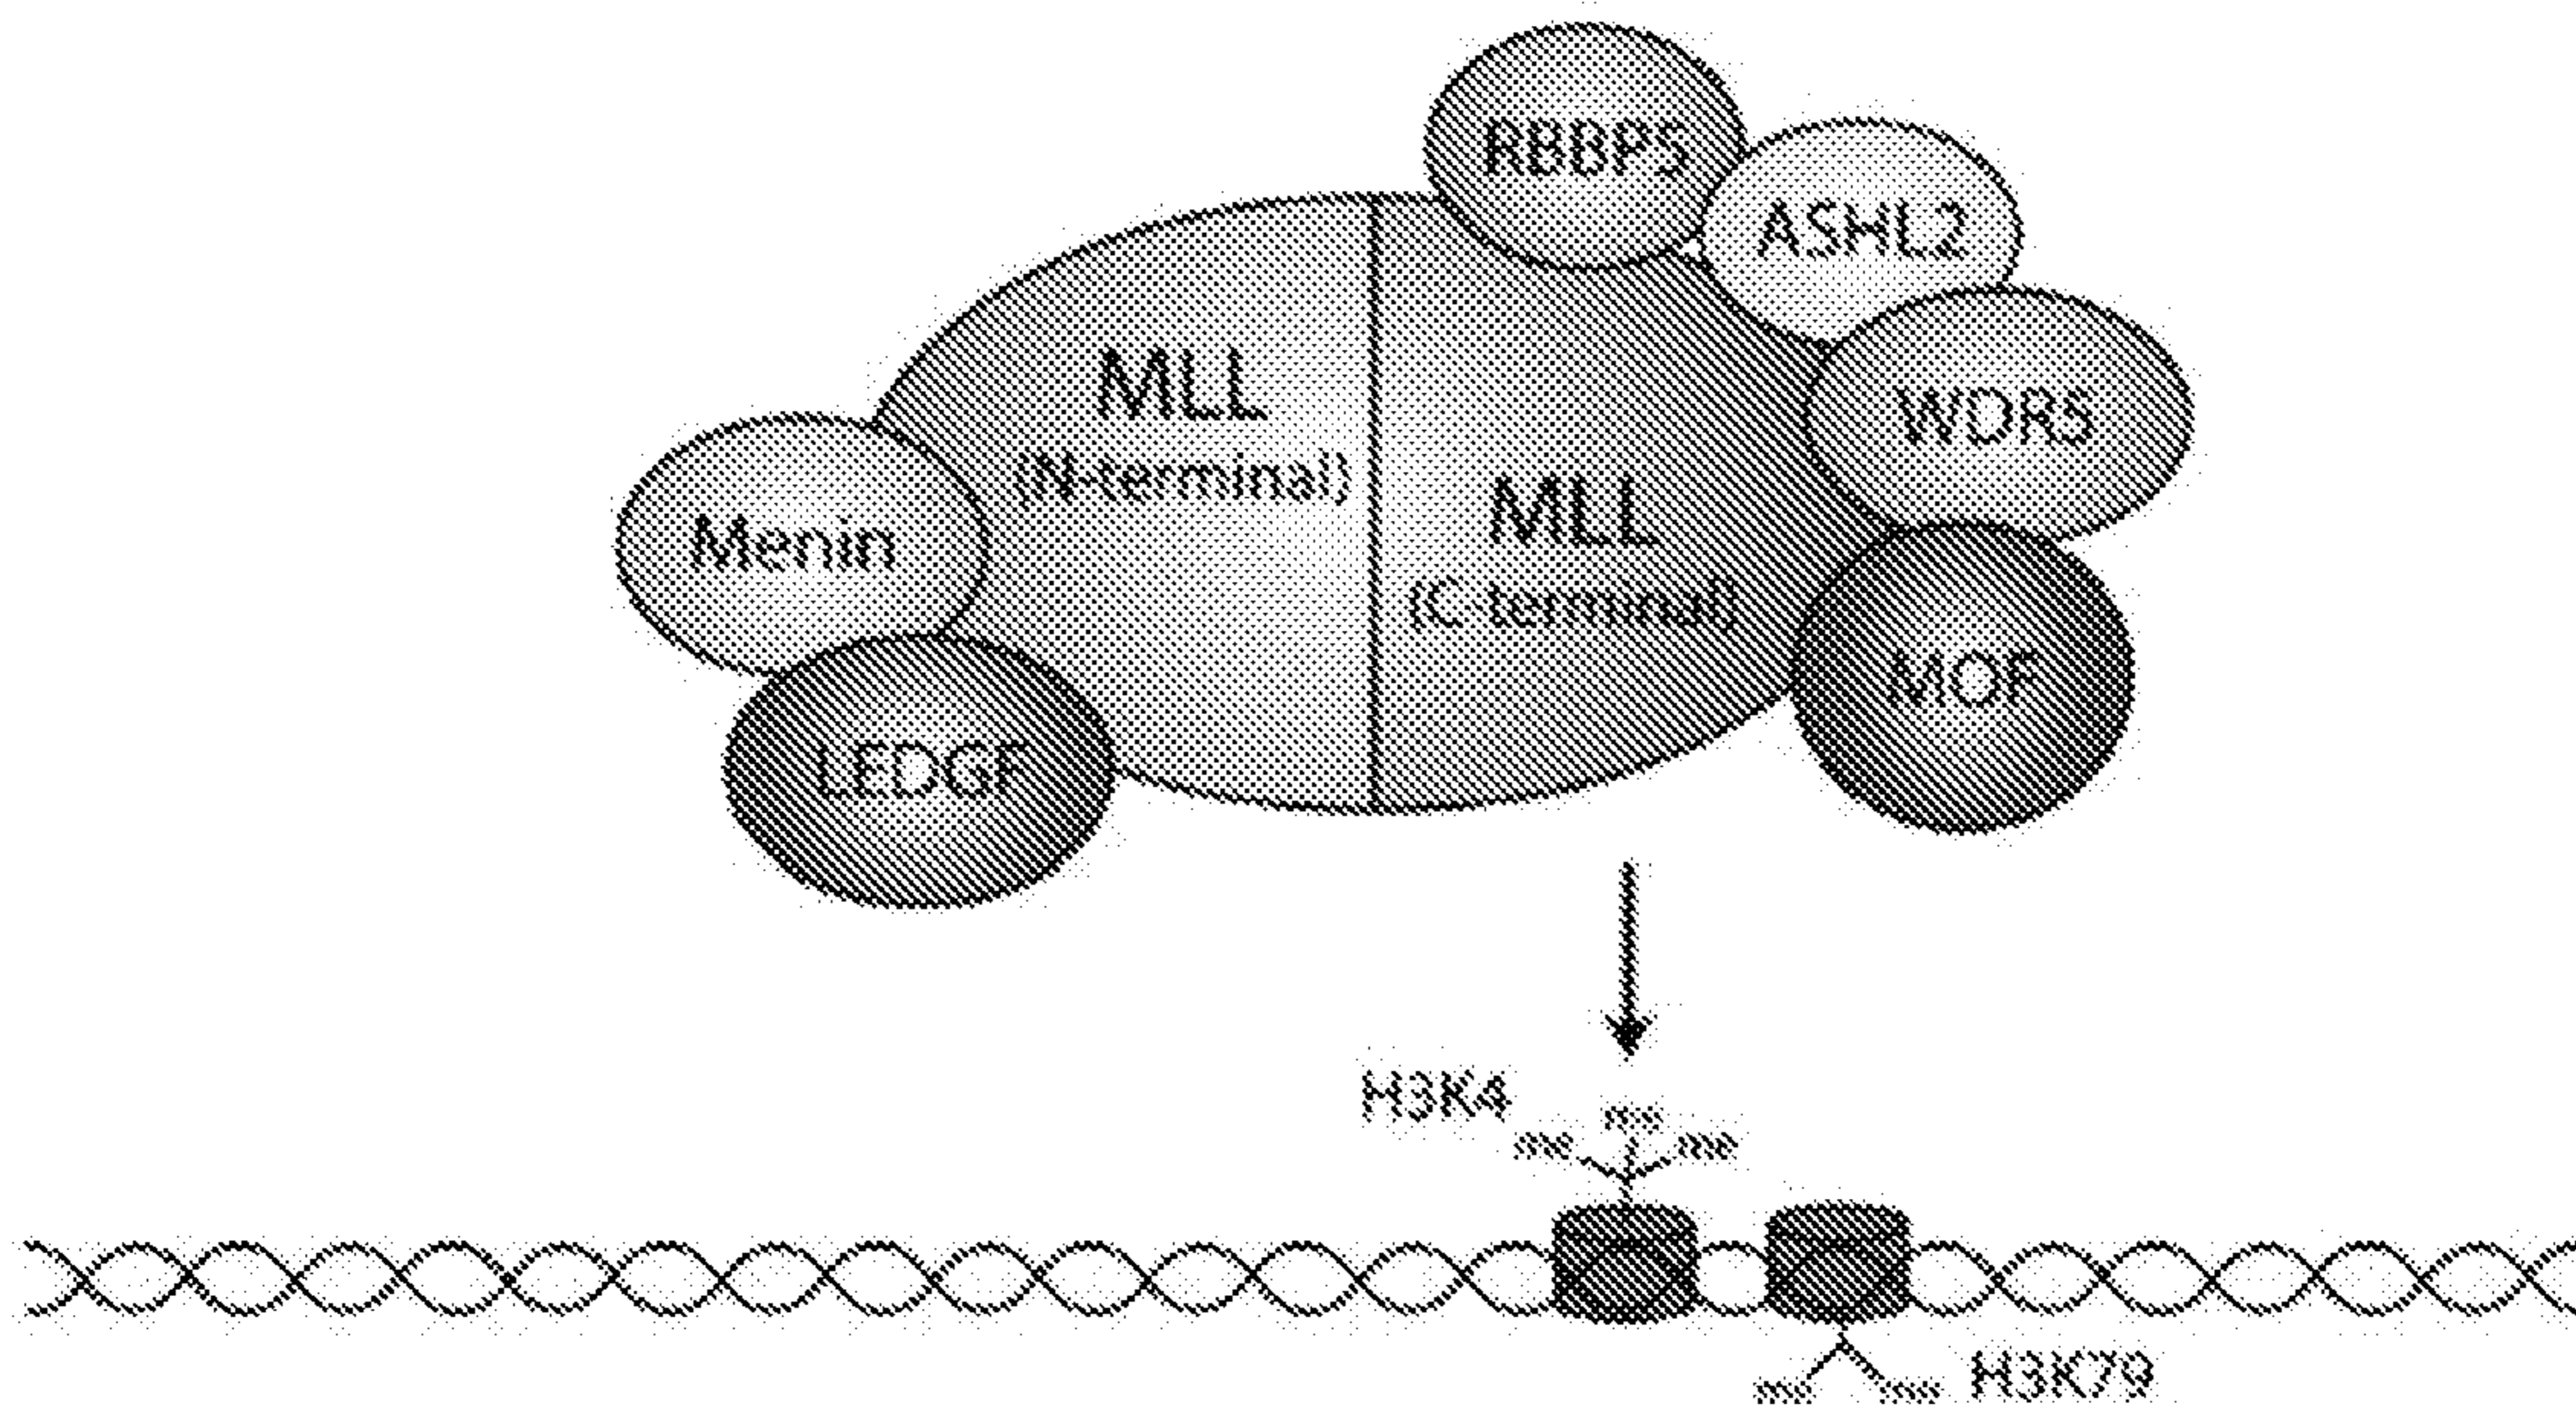 RBBP5
ASHL2
MLL
(N-terminal)
WDR5
MLL
(C-terminal)
Menin
MOF
LEDGF
H3K4
me
me
me
me
me
H3K79